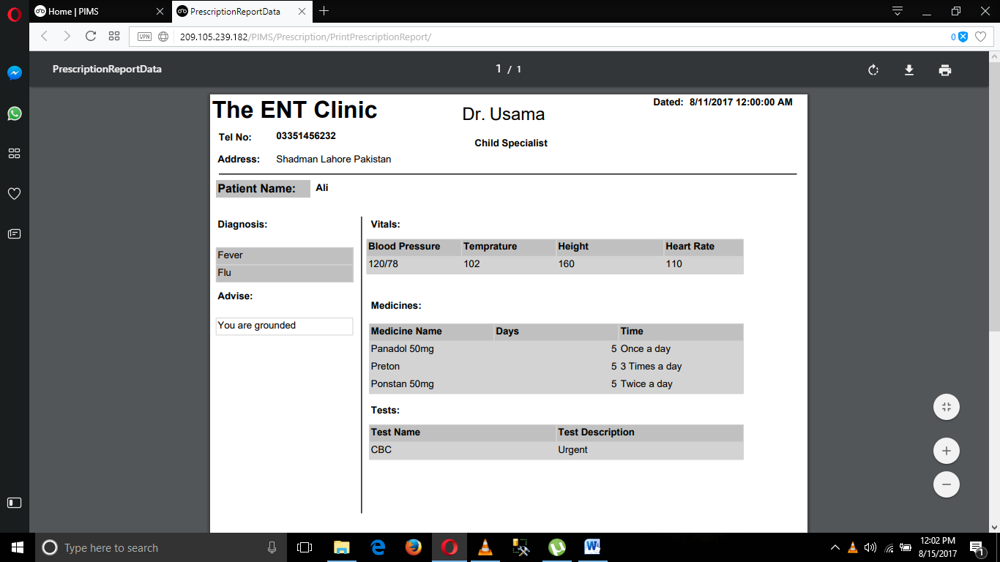 Home | PIMS
PrescriptionReportData
VPN
209.105.239.182/PIMS/Prescription/PrintPrescriptionReport/
0
PrescriptionReportData
1 / 1
The ENT Clinic
Dr. Usama
Dated: 8/11/2017 12:00:00 AM
Tel No: 03351456232
Child Specialist
Address: Shadman Lahore Pakistan
Patient Name: Ali
Diagnosis:
Fever
Flu
Advise:
You are grounded
Vitals:
Blood Pressure Temprature Height Heart Rate
120/78 102 160 110
Medicines:
Medicine Name Days Time
Panadol 50mg 5 Once a day
Preton 5 3 Times a day
Ponstan 50mg 5 Twice a day
Tests:
Test Name Test Description
CBC Urgent
Type here to search
12:02 PM
8/15/2017
1